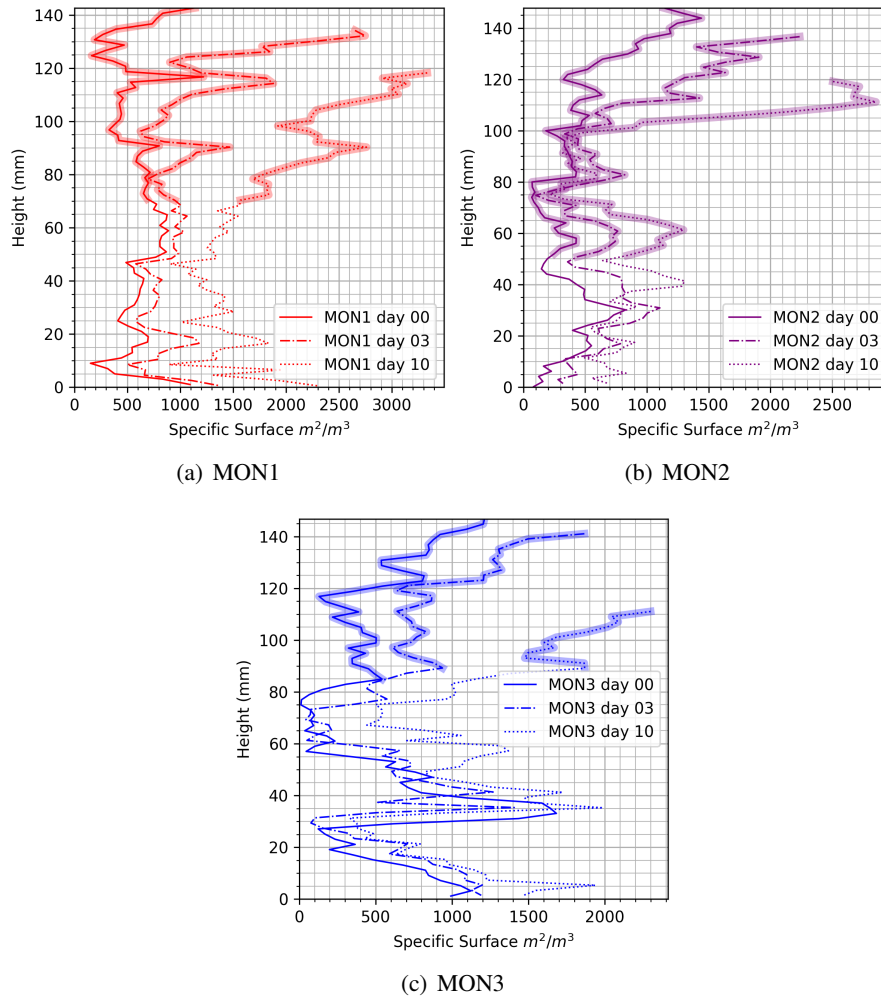 140
120
100
80
60
40
20
0
Height (mm)
500 1000 1500 2000 2500 3000
Specific Surface m²/m³
MON1 day 00
MON1 day 03
MON1 day 10
(a) MON1
140
120
100
80
60
40
20
0
Height (mm)
0 500 1000 1500 2000 2500
Specific Surface m²/m³
MON2 day 00
MON2 day 03
MON2 day 10
(b) MON2
140
120
100
80
60
40
20
0
Height (mm)
0 500 1000 1500 2000
Specific Surface m²/m³
MON3 day 00
MON3 day 03
MON3 day 10
(c) MON3